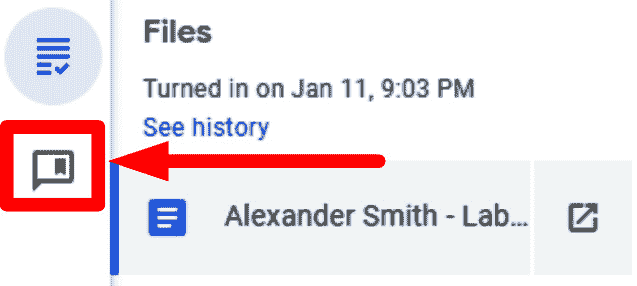 Files
Turned in on Jan 11, 9:03 PM
See history
Alexander Smith - Lab...